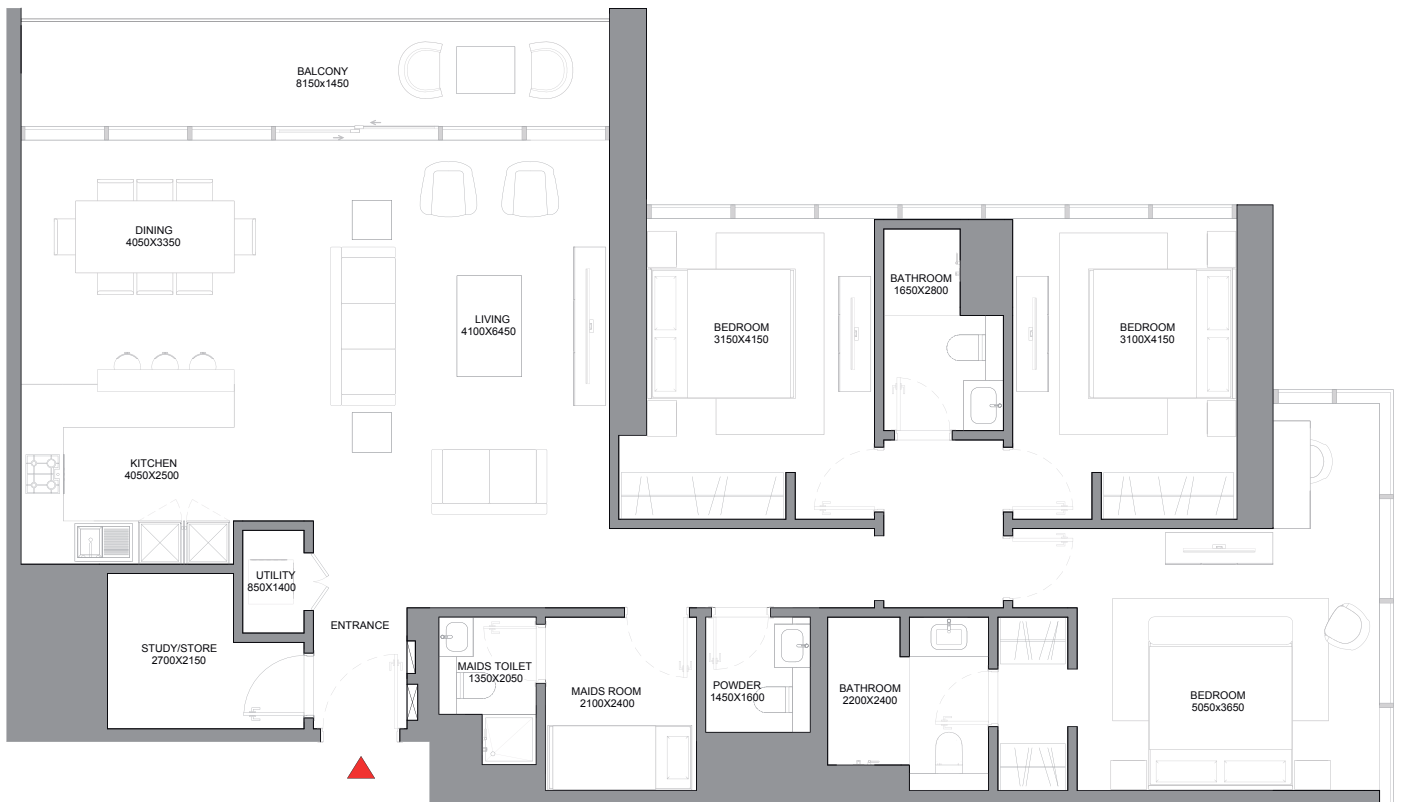 BALCONY
8150x1450
DINING
4050X3350
LIVING
4100X6450
KITCHEN
4050X2500
BEDROOM
3150X4150
BATHROOM
1650X2800
BEDROOM
3100X4150
UTILITY
850X1400
ENTRANCE
STUDY/STORE
2700X2150
MAIDS TOILET
1350X2050
MAIDS ROOM
2100X2400
POWDER
1450X1600
BATHROOM
2200X2400
BEDROOM
5050x3650